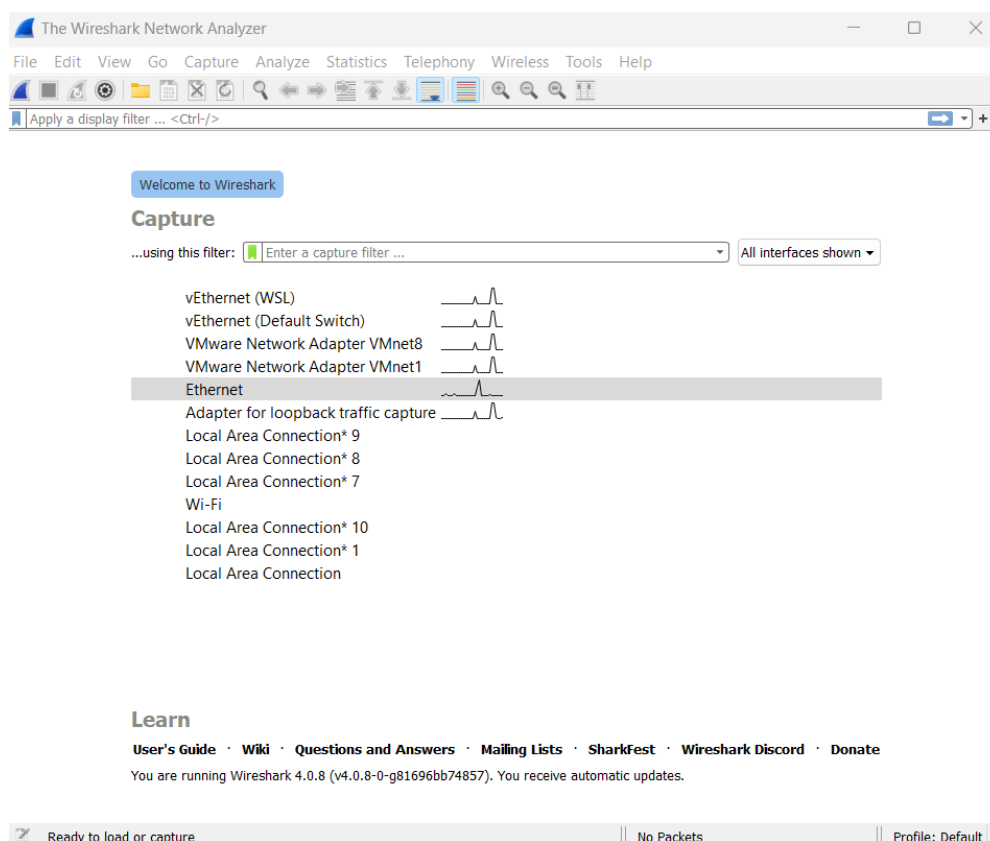 The Wireshark Network Analyzer
File Edit View Go Capture Analyze Statistics Telephony Wireless Tools Help
Apply a display filter ... <Ctrl-/>
+
Welcome to Wireshark
Capture
...using this filter: Enter a capture filter ... All interfaces shown
vEthernet (WSL)
vEthernet (Default Switch)
VMware Network Adapter VMnet8
VMware Network Adapter VMnet1
Ethernet
Adapter for loopback traffic capture
Local Area Connection* 9
Local Area Connection* 8
Local Area Connection* 7
Wi-Fi
Local Area Connection* 10
Local Area Connection* 1
Local Area Connection
Learn
User's Guide · Wiki · Questions and Answers · Mailing Lists · SharkFest · Wireshark Discord · Donate
You are running Wireshark 4.0.8 (v4.0.8-0-g81696bb74857). You receive automatic updates.
Ready to load or capture No Packets Profile: Default